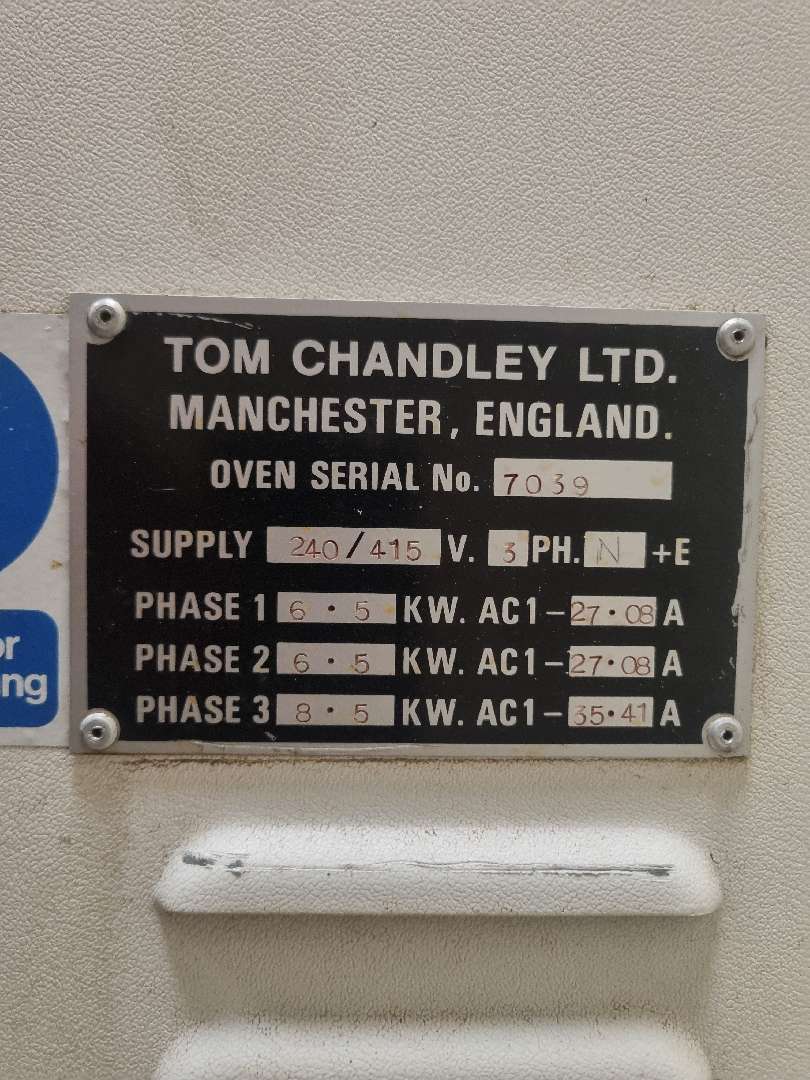 TOM CHANDLEY LTD.
MANCHESTER, ENGLAND.
OVEN SERIAL No. 7039
SUPPLY 240/415 V. 3 PH. N +E
PHASE 1 6·5 KW. AC1-27·08 A
PHASE 2 6·5 KW. AC1-27·08 A
PHASE 3 8·5 KW. AC1-35·41 A